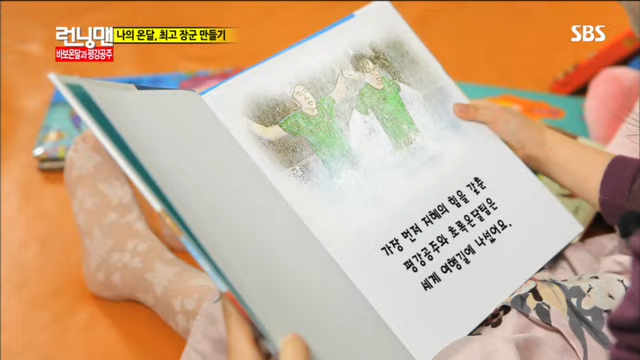 런닝맨
바보온달과 평강공주
나의 온달, 최고 장군 만들기
SBS
가장 먼저 지혜의 힘을 갖춘
평강공주와 초록온달팀은
세계 여행길에 나섰어요.